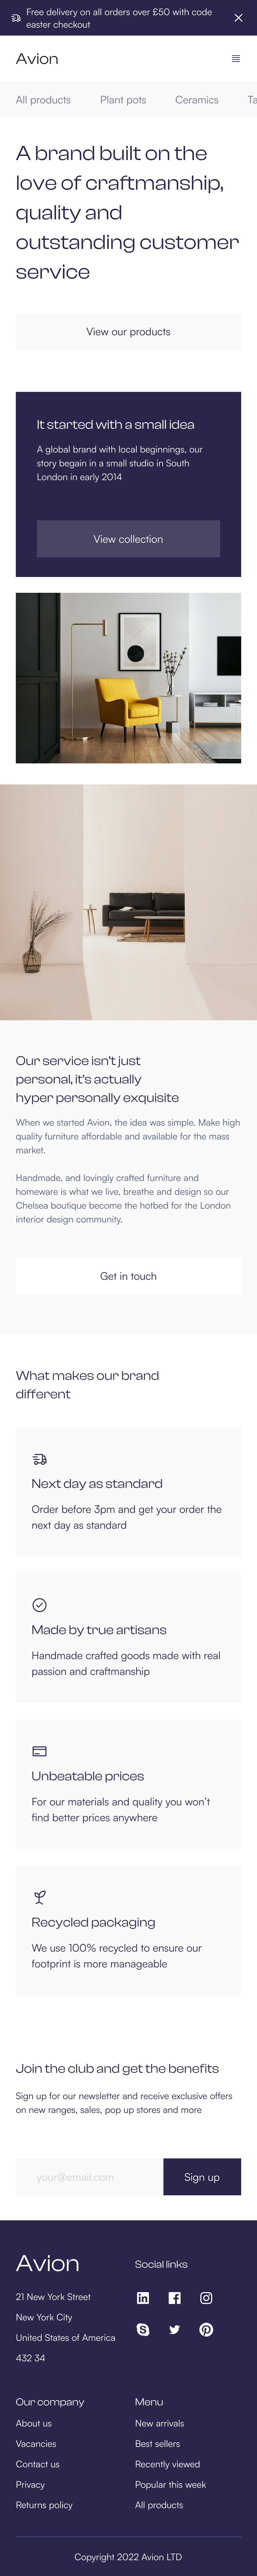 Free delivery on all orders over £50 with code
easter checkout
Avion
All products Plant pots Ceramics Ta
A brand built on the
love of craftmanship,
quality and
outstanding customer
service
View our products
It started with a small idea
A global brand with local beginnings, our
story begain in a small studio in South
London in early 2014
View collection
Our service isn't just
personal, it's actually
hyper personally exquisite
When we started Avion, the idea was simple. Make high
quality furniture affordable and available for the mass
market.
Handmade, and lovingly crafted furniture and
homeware is what we live, breathe and design so our
Chelsea boutique become the hotbed for the London
interior design community.
Get in touch
What makes our brand
different
Next day as standard
Order before 3pm and get your order the
next day as standard
Made by true artisans
Handmade crafted goods made with real
passion and craftmanship
Unbeatable prices
For our materials and quality you won't
find better prices anywhere
Recycled packaging
We use 100% recycled to ensure our
footprint is more manageable
Join the club and get the benefits
Sign up for our newsletter and receive exclusive offers
on new ranges, sales, pop up stores and more
your@email.com Sign up
Avion
21 New York Street
New York City
United States of America
432 34
Social links
Our company
About us
Vacancies
Contact us
Privacy
Returns policy
Menu
New arrivals
Best sellers
Recently viewed
Popular this week
All products
Copyright 2022 Avion LTD